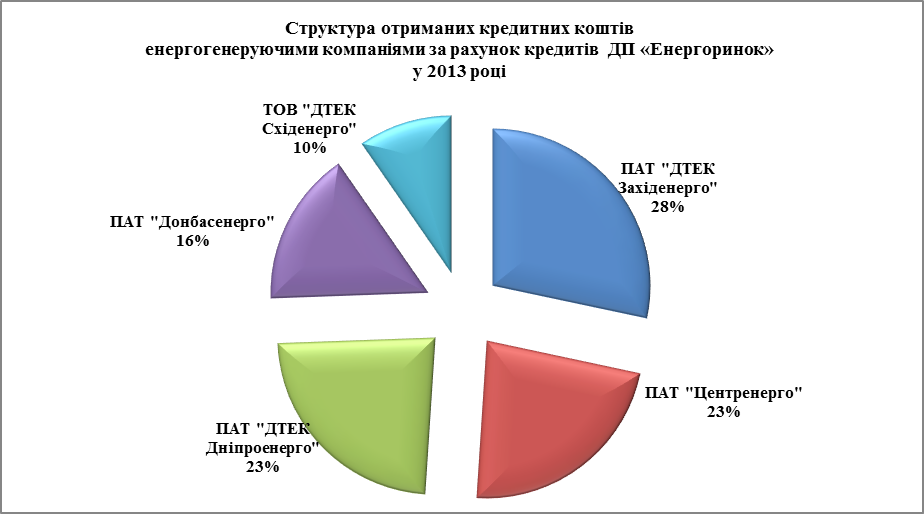 Структура отриманих кредитних коштів
енергогенеруючими компаніями за рахунок кредитів ДП «Енергоринок»
у 2013 році
ТОВ "ДТЕК
Східенерго"
10%
ПАТ "ДТЕК
Західенерго"
28%
ПАТ "Донбасенерго"
16%
ПАТ "Центренерго"
23%
ПАТ "ДТЕК
Дніпроенерго"
23%